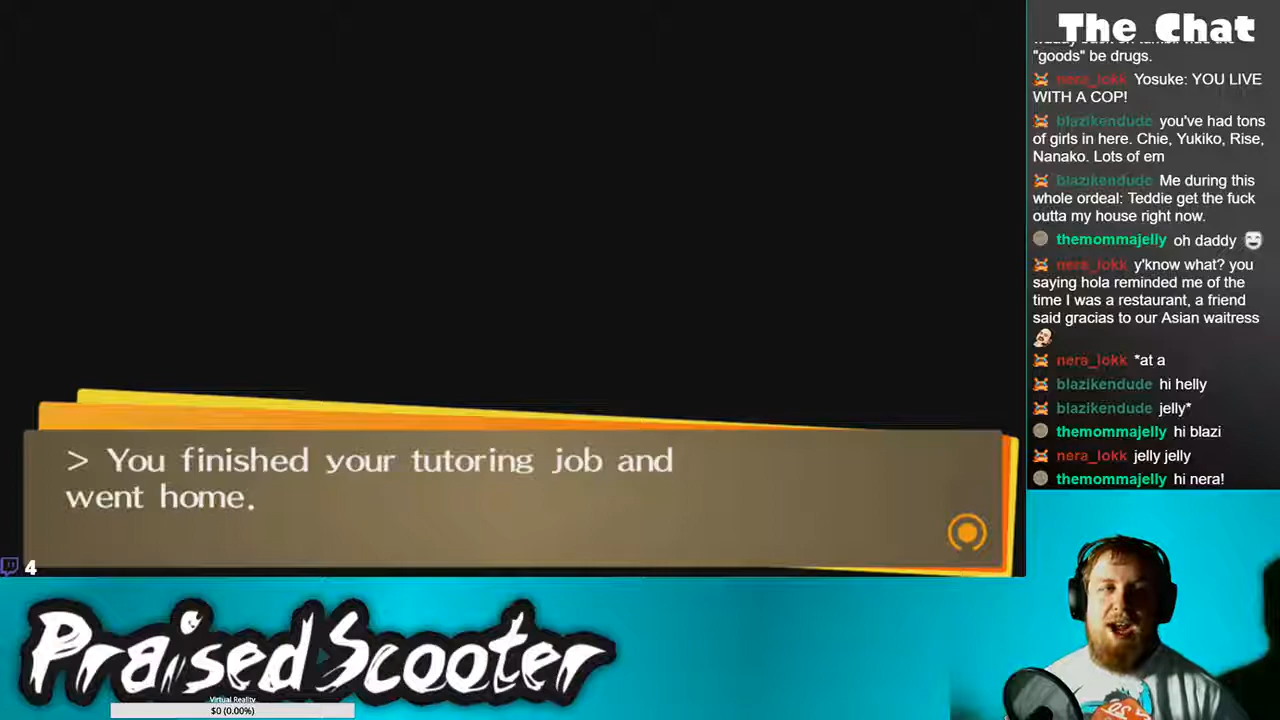 The Chat
"goods" be drugs.
nera_lokk Yosuke: YOU LIVE
WITH A COP!
blazikendude you've had tons
of girls in here. Chie, Yukiko, Rise,
Nanako. Lots of em
blazikendude Me during this
whole ordeal: Teddie get the fuck
outta my house right now.
themommajelly oh daddy
nera_lokk y'know what? you
saying hola reminded me of the
time I was a restaurant, a friend
said gracias to our Asian waitress
nera_lokk *at a
blazikendude hi helly
blazikendude jelly*
themommajelly hi blazi
nera_lokk jelly jelly
themommajelly hi nera!
> You finished your tutoring job and
went home.
4
PraisedScooter
Virtual Reality
$0 (0.00%)